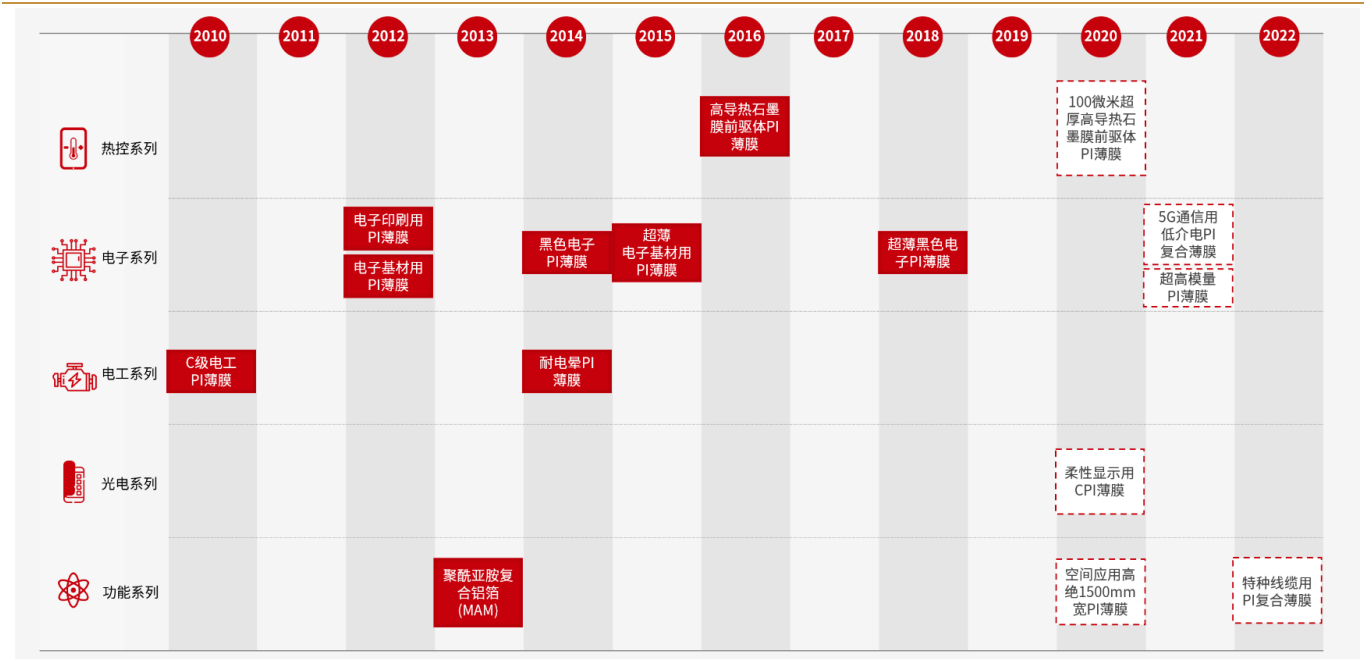 2010
2011
2012
2013
2014
2015
2016
2017
2018
2019
2020
2021
2022
热控系列
高导热石墨
膜前驱体PI
薄膜
100微米超
厚高导热石
墨膜前驱体
PI薄膜
电子系列
电子印刷用
PI薄膜
电子基材用
PI薄膜
黑色电子
PI薄膜
超薄
电子基材用
PI薄膜
超薄黑色电
子PI薄膜
5G通信用
低介电PI
复合薄膜
超高模量
PI薄膜
电工系列
C级电工
PI薄膜
耐电晕PI
薄膜
光电系列
柔性显示用
CPI薄膜
功能系列
聚酰亚胺复
合铝箔
(MAM)
空间应用高
绝1500mm
宽PI薄膜
特种线缆用
PI复合薄膜